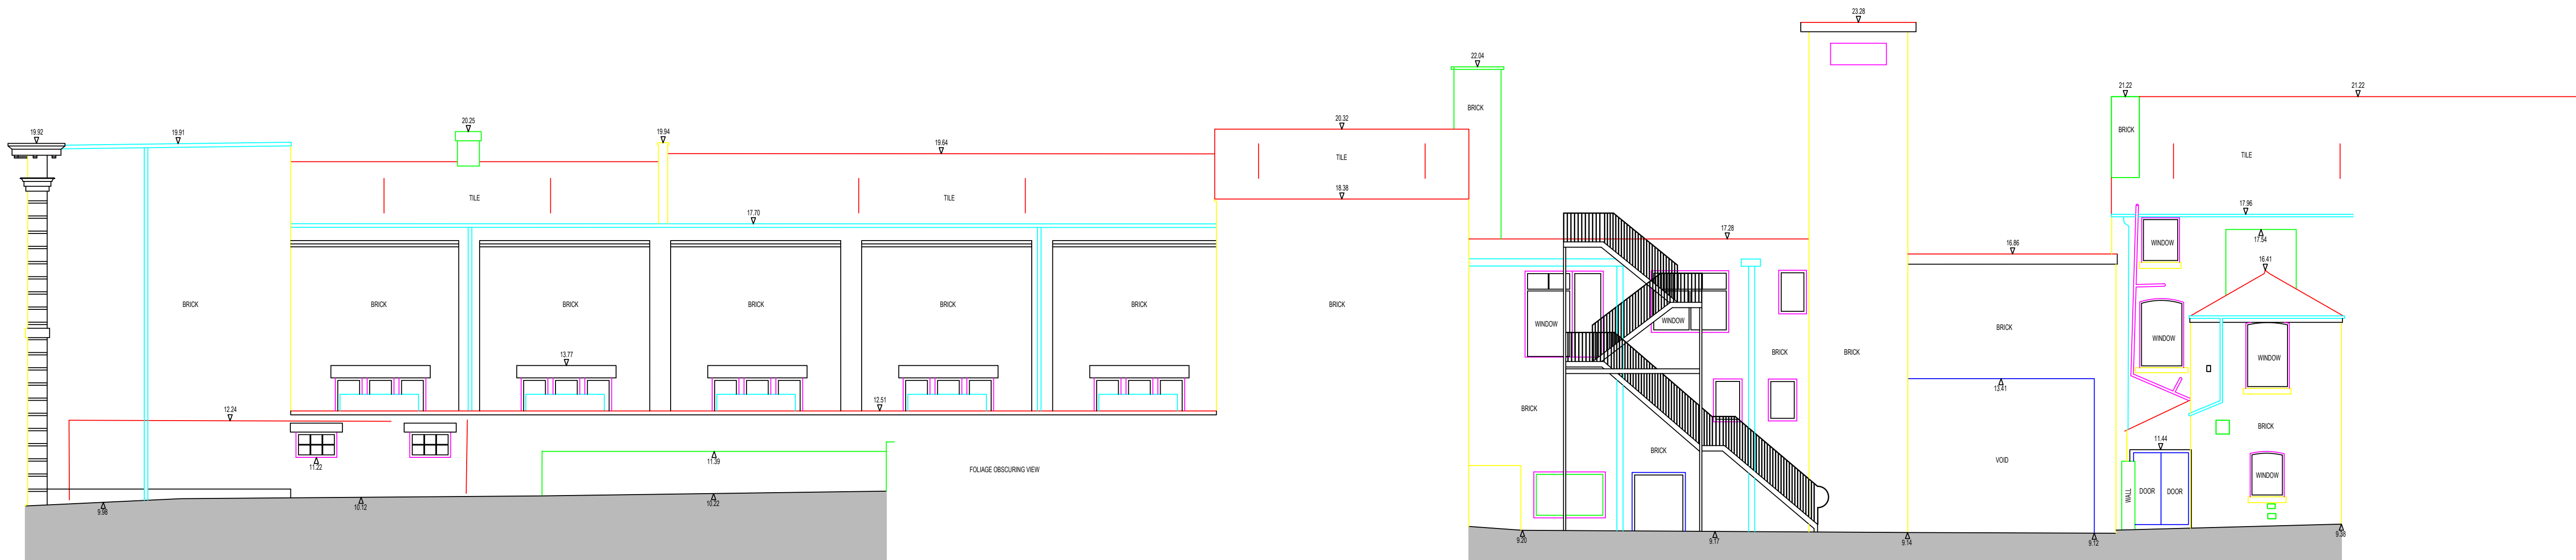 23.28
22.04
21.22
21.22
BRICK
20.32
20.25
19.92
19.91
19.94
19.64
BRICK
TILE
TILE
18.38
TILE
TILE
17.96
17.70
17.28
16.86
WINDOW
17.54
16.41
BRICK
BRICK
BRICK
BRICK
BRICK
BRICK
BRICK
WINDOW
WINDOW
BRICK
WINDOW
BRICK
BRICK
WINDOW
13.77
13.41
12.51
BRICK
12.24
BRICK
11.44
BRICK
11.22
11.39
FOLIAGE OBSCURING VIEW
VOID
WINDOW
WALL
DOOR
DOOR
9.98
10.12
10.22
9.20
9.17
9.14
9.12
9.38